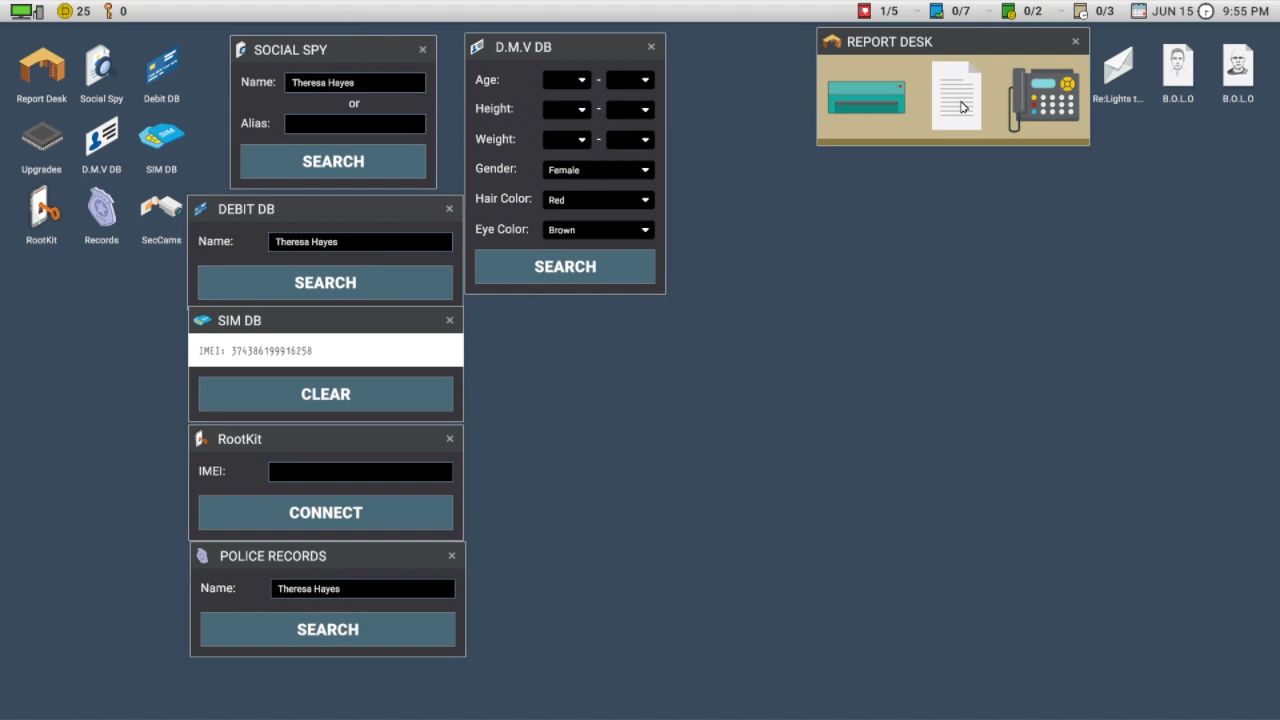 25 0 1/5 0/7 0/2 0/3 JUN 15 9:55 PM
Report Desk
Social Spy
Debit DB
Upgrades
D.M.V DB
SIM DB
RootKit
Records
SecCams
SOCIAL SPY
Name: Theresa Hayes
or
Alias:
SEARCH
DEBIT DB
Name: Theresa Hayes
SEARCH
SIM DB
IMEI: 374386199916258
CLEAR
RootKit
IMEI:
CONNECT
POLICE RECORDS
Name: Theresa Hayes
SEARCH
D.M.V DB
Age: -
Height: -
Weight: -
Gender: Female
Hair Color: Red
Eye Color: Brown
SEARCH
REPORT DESK
Re:Lights t...
B.O.L.O
B.O.L.O